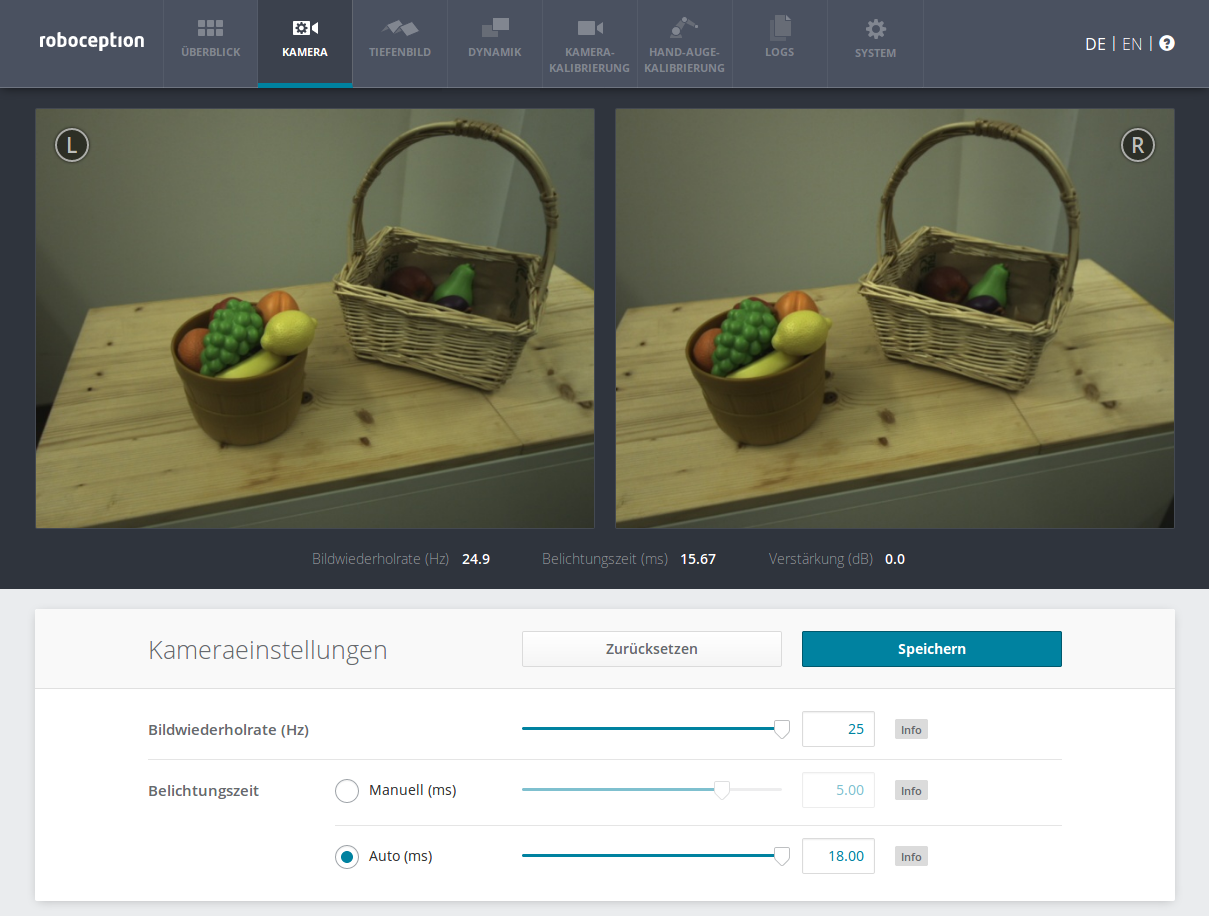 roboception
ÜBERBLICK
KAMERA
TIEFENBILD
DYNAMIK
KAMERA-
KALIBRIERUNG
HAND-AUGE-
KALIBRIERUNG
LOGS
SYSTEM
DE | EN | ?
L
R
Bildwiederholrate (Hz) 24.9 Belichtungszeit (ms) 15.67 Verstärkung (dB) 0.0
Kameraeinstellungen Zurücksetzen Speichern
Bildwiederholrate (Hz) 25 Info
Belichtungszeit Manuell (ms) 5.00 Info
Auto (ms) 18.00 Info